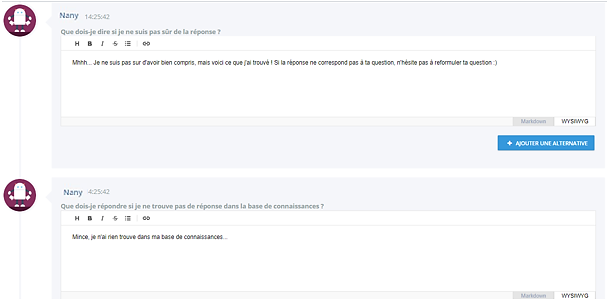 Nany 14:25:42
Que dois-je dire si je ne suis pas sûr de la réponse ?
H B I S
Mhhh... Je ne suis pas sur d'avoir bien compris, mais voici ce que j'ai trouvé ! Si la réponse ne correspond pas à ta question, n'hésite pas à reformuler ta question :)
Markdown WYSIWYG
+ AJOUTER UNE ALTERNATIVE
Nany 4:25:42
Que dois-je répondre si je ne trouve pas de réponse dans la base de connaissances ?
H B I S
Mince, je n'ai rien trouve dans ma base de connaissances...
Markdown WYSIWYG